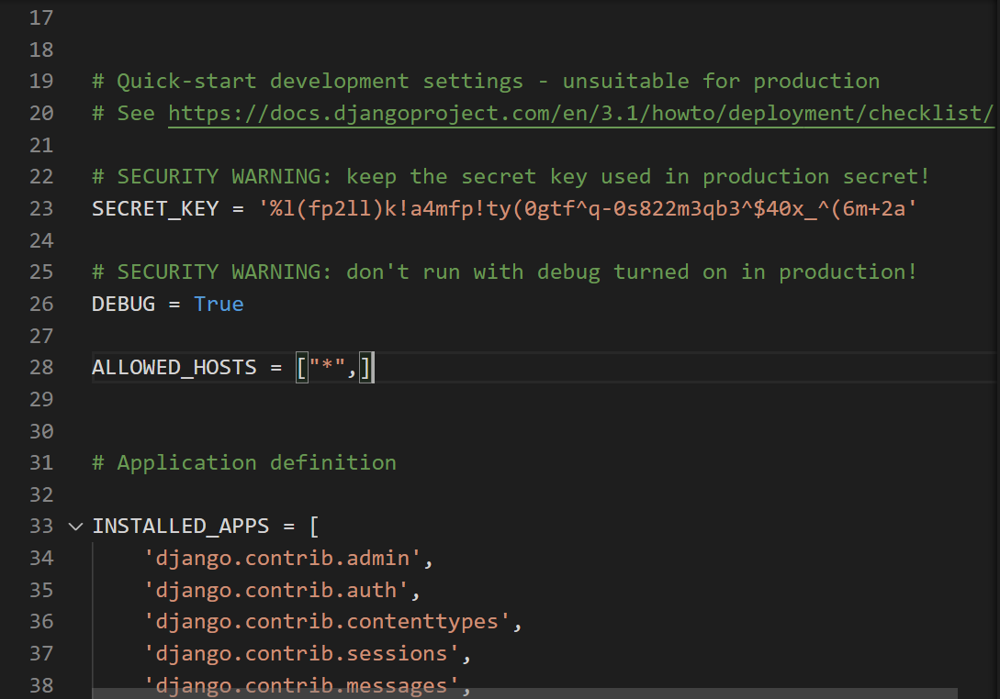 17
18
19 # Quick-start development settings - unsuitable for production
20 # See https://docs.djangoproject.com/en/3.1/howto/deployment/checklist/
21
22 # SECURITY WARNING: keep the secret key used in production secret!
23 SECRET_KEY = '%l(fp2ll)k!a4mfp!ty(0gtf^q-0s822m3qb3^$40x_^(6m+2a'
24
25 # SECURITY WARNING: don't run with debug turned on in production!
26 DEBUG = True
27
28 ALLOWED_HOSTS = ["*",]
29
30
31 # Application definition
32
33 INSTALLED_APPS = [
34     'django.contrib.admin',
35     'django.contrib.auth',
36     'django.contrib.contenttypes',
37     'django.contrib.sessions',
38     'django.contrib.messages',